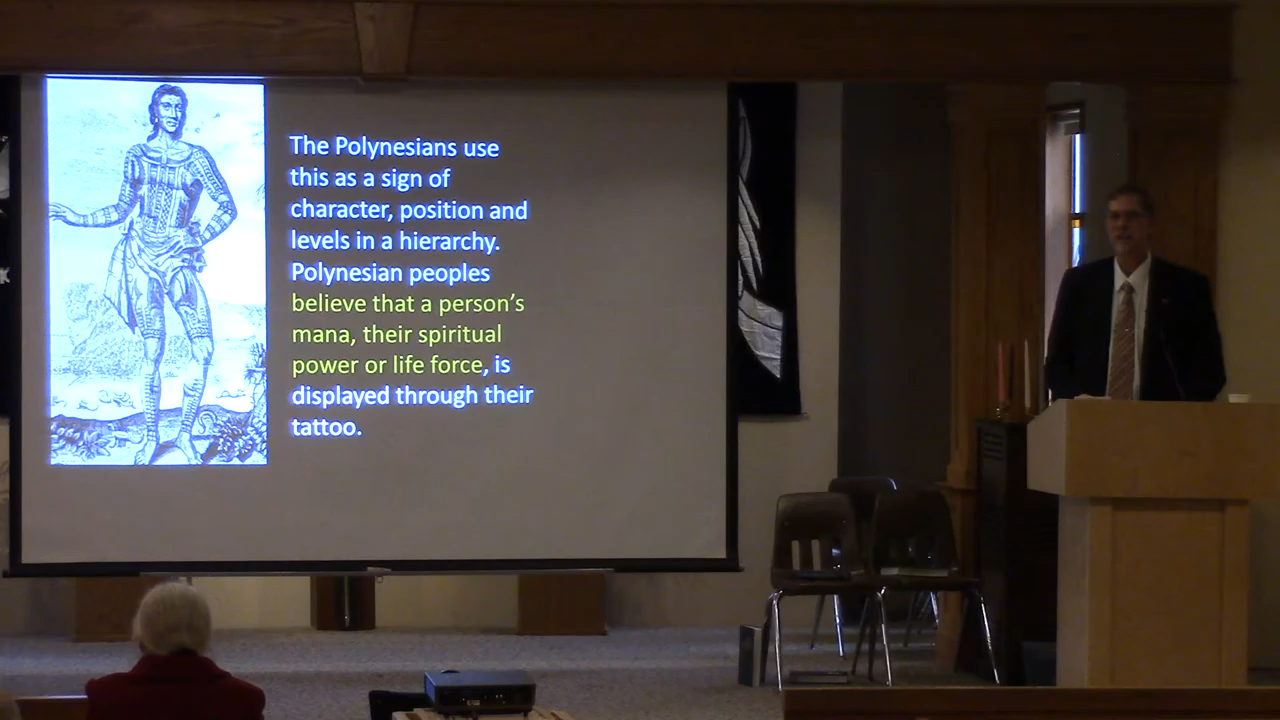 The Polynesians use
this as a sign of
character, position and
levels in a hierarchy.
Polynesian peoples
believe that a person’s
mana, their spiritual
power or life force, is
displayed through their
tattoo.